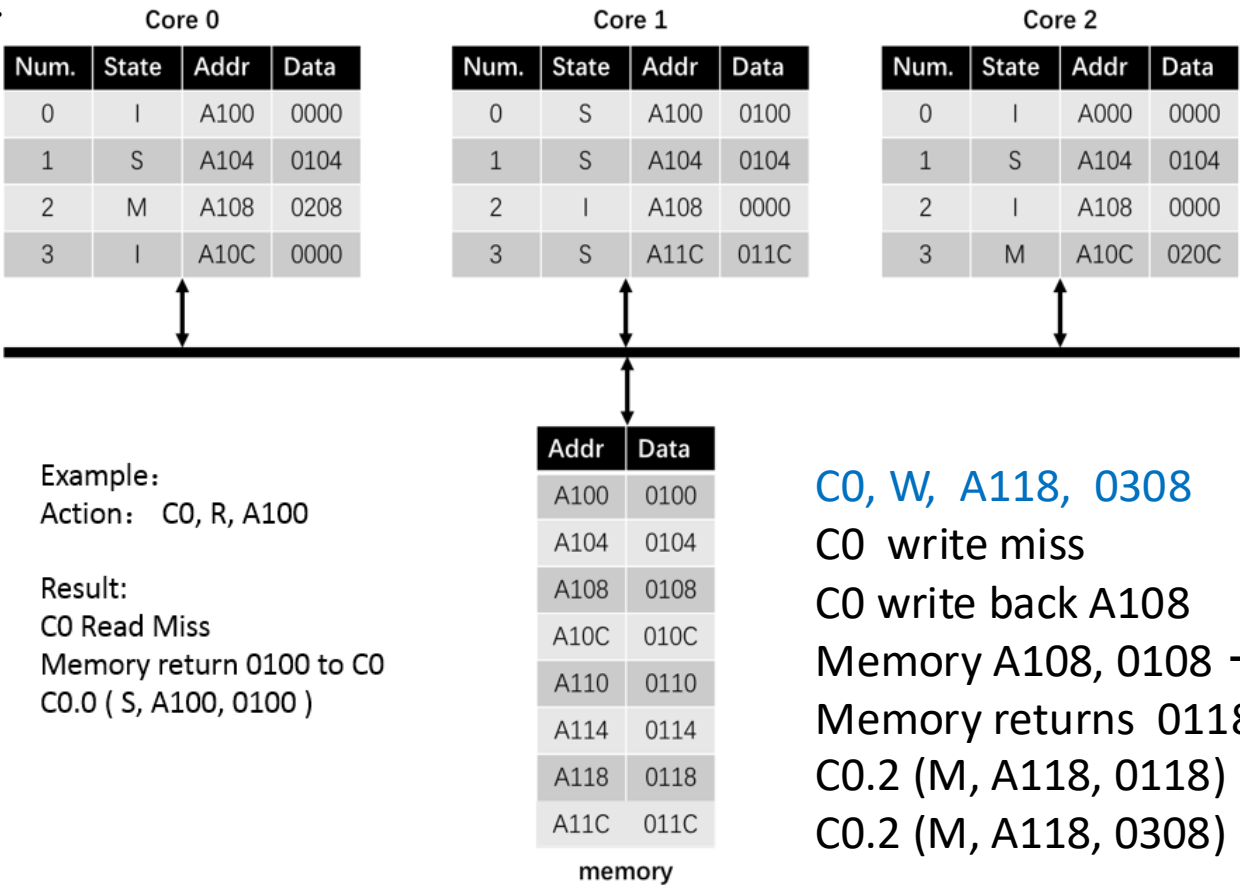 Core 0
Num. State Addr Data
0 I A100 0000
1 S A104 0104
2 M A108 0208
3 I A10C 0000
Core 1
Num. State Addr Data
0 S A100 0100
1 S A104 0104
2 I A108 0000
3 S A11C 011C
Core 2
Num. State Addr Data
0 I A000 0000
1 S A104 0104
2 I A108 0000
3 M A10C 020C
Example：
Action： C0, R, A100
Result:
C0 Read Miss
Memory return 0100 to C0
C0.0 ( S, A100, 0100 )
Addr Data
A100 0100
A104 0104
A108 0108
A10C 010C
A110 0110
A114 0114
A118 0118
A11C 011C
memory
C0, W, A118, 0308
C0 write miss
C0 write back A108
Memory A108, 0108
Memory returns 0118
C0.2 (M, A118, 0118)
C0.2 (M, A118, 0308)